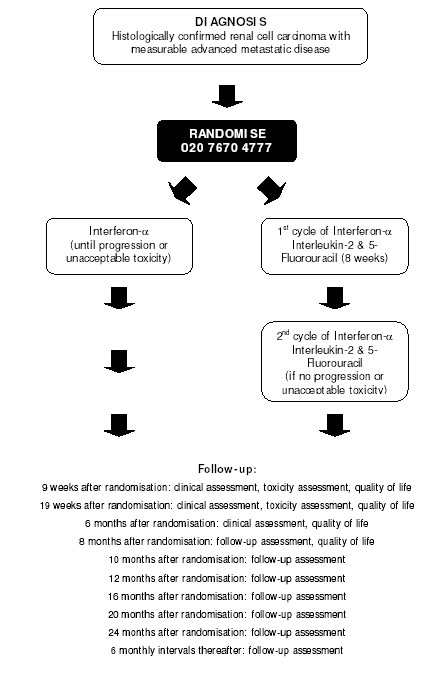 DIAGNOSIS
Histologically confirmed renal cell carcinoma with
measurable advanced metastatic disease
RANDOMISE
020 7670 4777
Interferon-α
(until progression or
unacceptable toxicity)
1st cycle of Interferon-α
Interleukin-2 & 5-
Fluorouracil (8 weeks)
2nd cycle of Interferon-α
Interleukin-2 & 5-
Fluorouracil
(if no progression or
unacceptable toxicity)
Follow-up:
9 weeks after randomisation: clinical assessment, toxicity assessment, quality of life
19 weeks after randomisation: clinical assessment, toxicity assessment, quality of life
6 months after randomisation: clinical assessment, quality of life
8 months after randomisation: follow-up assessment, quality of life
10 months after randomisation: follow-up assessment
12 months after randomisation: follow-up assessment
16 months after randomisation: follow-up assessment
20 months after randomisation: follow-up assessment
24 months after randomisation: follow-up assessment
6 monthly intervals thereafter: follow-up assessment